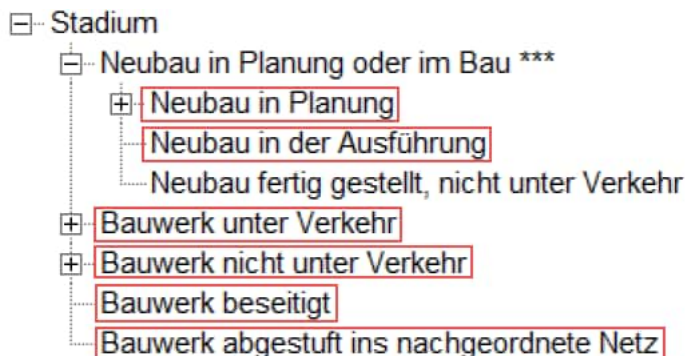 Stadium
Neubau in Planung oder im Bau ***
Neubau in Planung
Neubau in der Ausführung
Neubau fertig gestellt, nicht unter Verkehr
Bauwerk unter Verkehr
Bauwerk nicht unter Verkehr
Bauwerk beseitigt
Bauwerk abgestuft ins nachgeordnete Netz